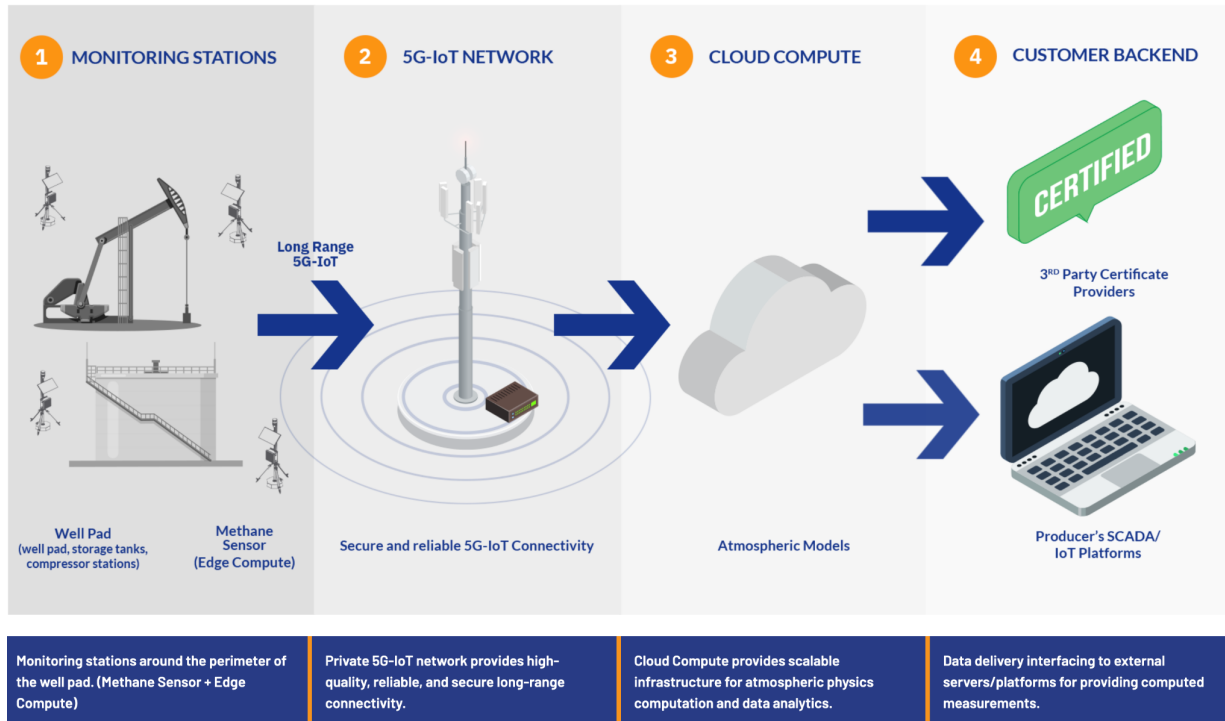 1
MONITORING STATIONS
2
5G-IoT NETWORK
3
CLOUD COMPUTE
4
CUSTOMER BACKEND
Long Range
5G-IoT
CERTIFIED
3RD Party Certificate
Providers
Well Pad
(well pad, storage tanks,
compressor stations)
Methane
Sensor
(Edge Compute)
Secure and reliable 5G-IoT Connectivity
Atmospheric Models
Producer's SCADA/
IoT Platforms
Monitoring stations around the perimeter of
the well pad. (Methane Sensor + Edge
Compute)
Private 5G-IoT network provides high-
quality, reliable, and secure long-range
connectivity.
Cloud Compute provides scalable
infrastructure for atmospheric physics
computation and data analytics.
Data delivery interfacing to external
servers/platforms for providing computed
measurements.